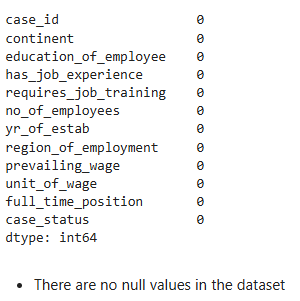 case_id 0
continent 0
education_of_employee 0
has_job_experience 0
requires_job_training 0
no_of_employees 0
yr_of_estab 0
region_of_employment 0
prevailing_wage 0
unit_of_wage 0
full_time_position 0
case_status 0
dtype: int64
• There are no null values in the dataset